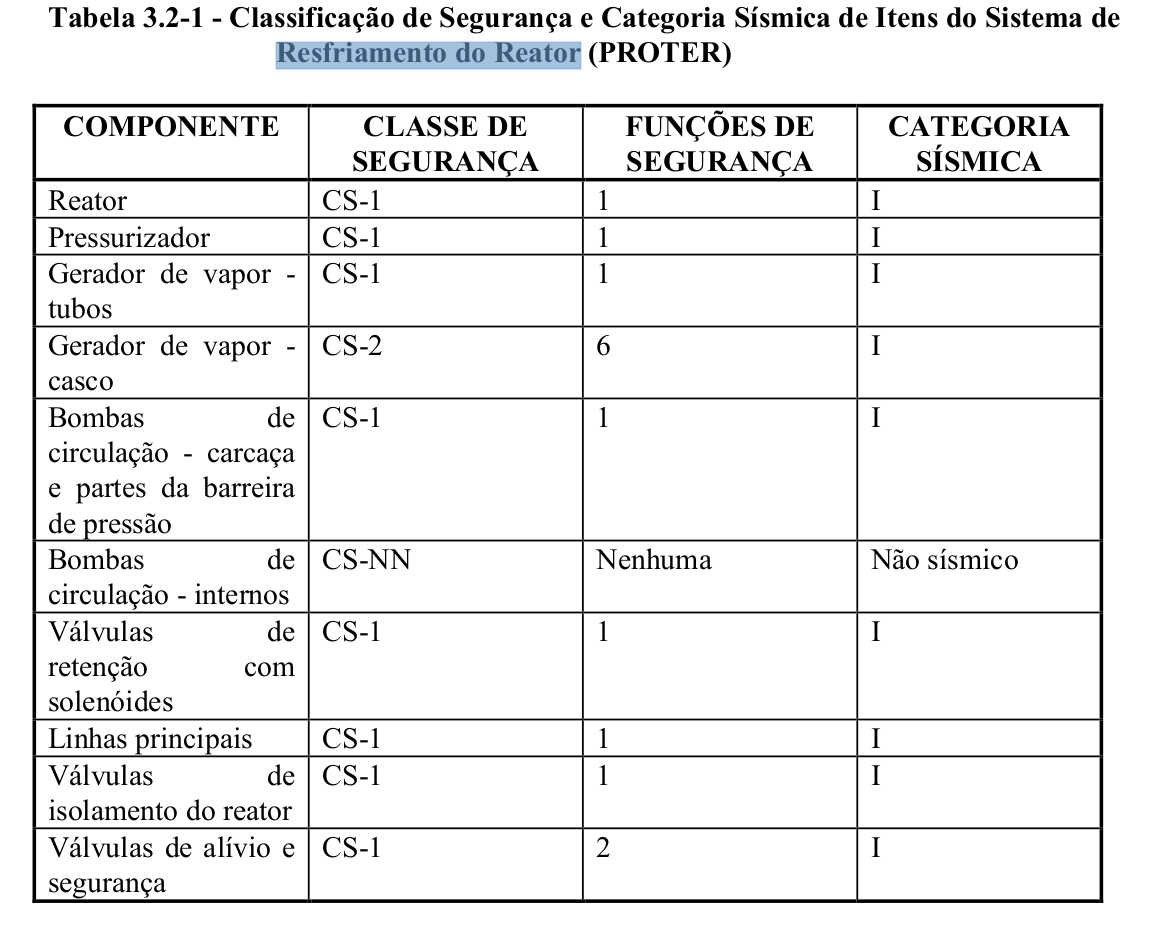 Tabela 3.2-1 - Classificação de Segurança e Categoria Sísmica de Itens do Sistema de
Resfriamento do Reator (PROTER)
COMPONENTE CLASSE DE FUNÇÕES DE CATEGORIA
SEGURANÇA SEGURANÇA SÍSMICA
Reator CS-1 1 I
Pressurizador CS-1 1 I
Gerador de vapor - CS-1 1 I
tubos
Gerador de vapor - CS-2 6 I
casco
Bombas de CS-1 1 I
circulação - carcaça
e partes da barreira
de pressão
Bombas de CS-NN Nenhuma Não sísmico
circulação - internos
Válvulas de CS-1 1 I
retenção com
solenóides
Linhas principais CS-1 1 I
Válvulas de CS-1 1 I
isolamento do reator
Válvulas de alívio e CS-1 2 I
segurança